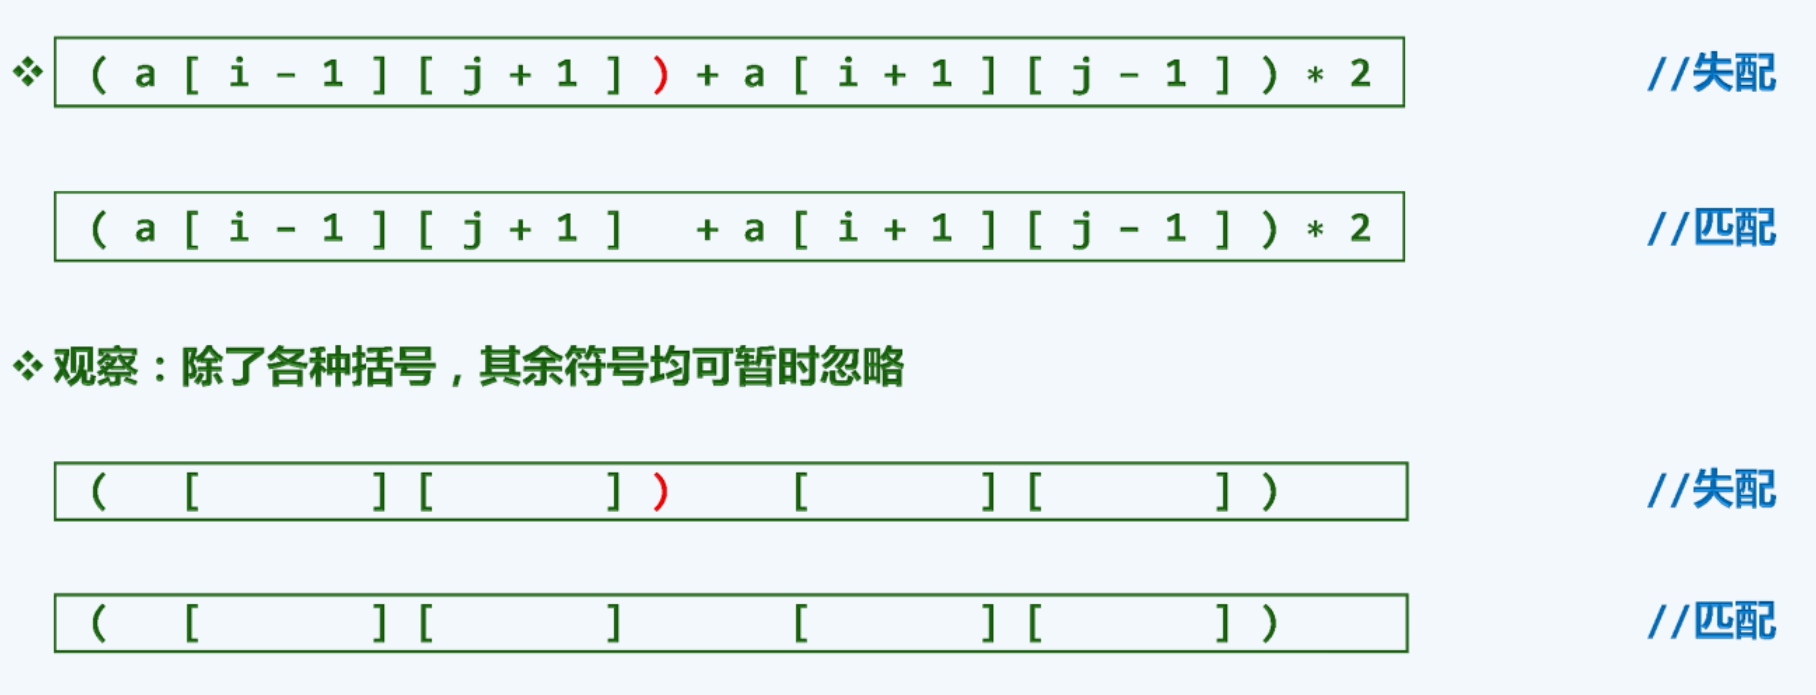 ❖ ( a [ i - 1 ] [ j + 1 ] ) + a [ i + 1 ] [ j - 1 ] ) * 2 //失配
( a [ i - 1 ] [ j + 1 ] + a [ i + 1 ] [ j - 1 ] ) * 2 //匹配
❖ 观察：除了各种括号，其余符号均可暂时忽略
( [ ] [ ] ) [ ] [ ] ) //失配
( [ ] [ ] [ ] [ ] ) //匹配